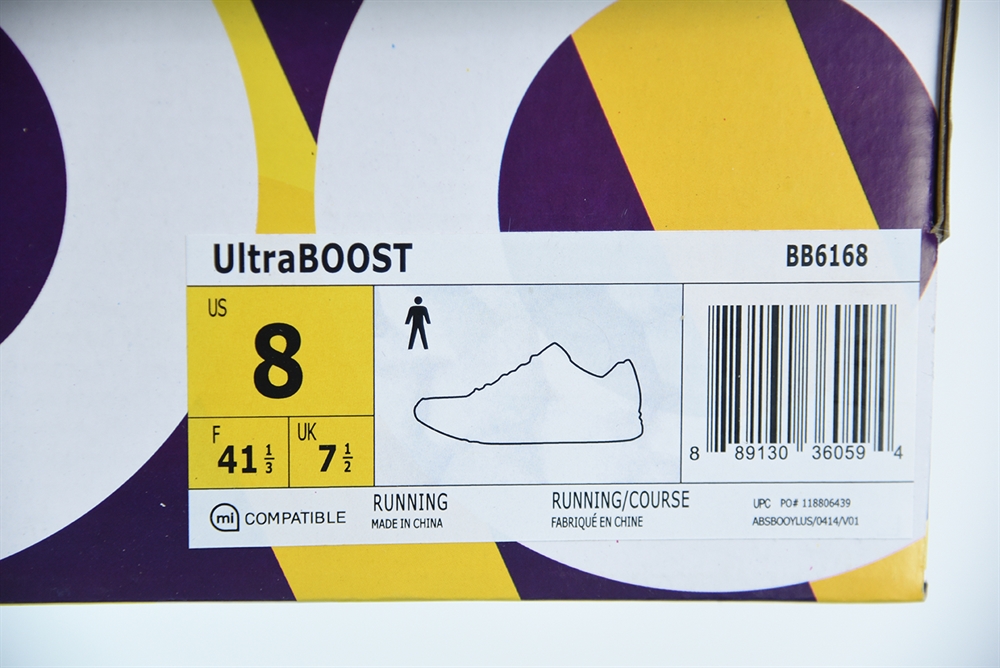 UltraBOOST BB6168
US
8
F
41 1/3
UK
7 1/2
8 89130 36059 4
mi COMPATIBLE
RUNNING
MADE IN CHINA
RUNNING/COURSE
FABRIQUÉ EN CHINE
UPC PO# 118806439
ABSBOOYLUS/0414/V01